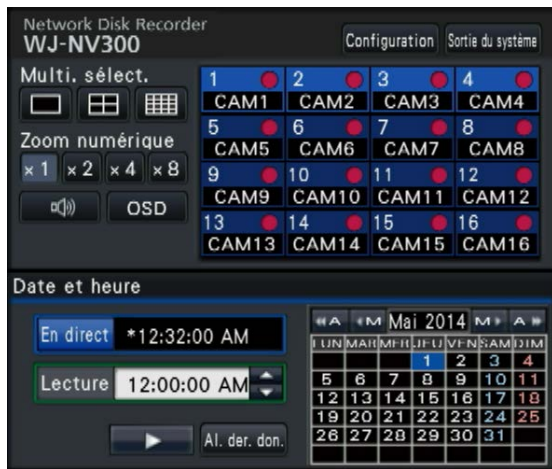 Network Disk Recorder
WJ-NV300
Configuration
Sortie du système
Multi. sélect.
1 2 3 4
CAM1 CAM2 CAM3 CAM4
5 6 7 8
CAM5 CAM6 CAM7 CAM8
Zoom numérique
×1 ×2 ×4 ×8
9 10 11 12
CAM9 CAM10 CAM11 CAM12
OSD
13 14 15 16
CAM13 CAM14 CAM15 CAM16
Date et heure
En direct *12:32:00 AM
Lecture 12:00:00 AM
Al. der. don.
A M Mai 2014 M A
LUN MAR MER JEU VEN SAM DIM
1 2 3 4
5 6 7 8 9 10 11
12 13 14 15 16 17 18
19 20 21 22 23 24 25
26 27 28 29 30 31